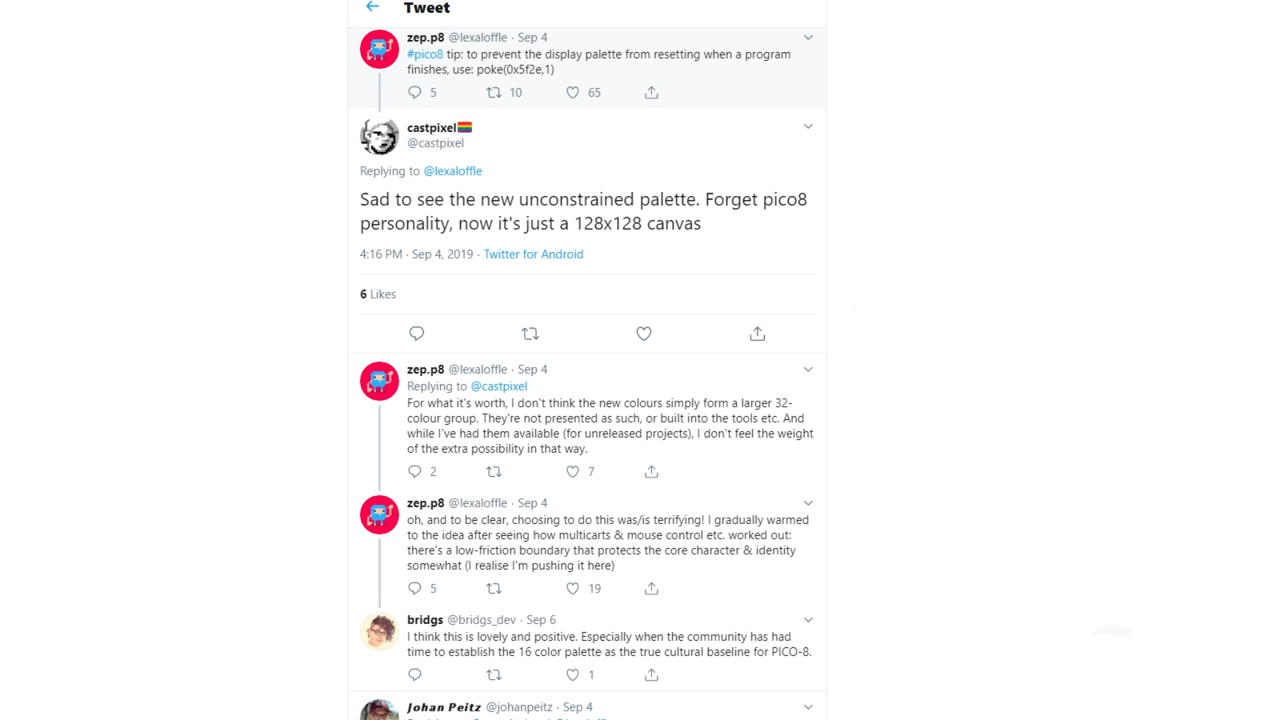 Tweet
zep.p8 @lexaloffle · Sep 4
#pico8 tip: to prevent the display palette from resetting when a program
finishes, use: poke(0x5f2e,1)
5 10 65
castpixel🏳️‍🌈
@castpixel
Replying to @lexaloffle
Sad to see the new unconstrained palette. Forget pico8
personality, now it's just a 128x128 canvas
4:16 PM · Sep 4, 2019 · Twitter for Android
6 Likes
zep.p8 @lexaloffle · Sep 4
Replying to @castpixel
For what it's worth, I don't think the new colours simply form a larger 32-
colour group. They're not presented as such, or built into the tools etc. And
while I've had them available (for unreleased projects), I don't feel the weight
of the extra possibility in that way.
2 7
zep.p8 @lexaloffle · Sep 4
oh, and to be clear, choosing to do this was/is terrifying! I gradually warmed
to the idea after seeing how multicarts & mouse control etc. worked out:
there's a low-friction boundary that protects the core character & identity
somewhat (I realise I'm pushing it here)
5 19
bridgs @bridgs_dev · Sep 6
I think this is lovely and positive. Especially when the community has had
time to establish the 16 color palette as the true cultural baseline for PICO-8.
1
Johan Peitz @johanpeitz · Sep 4